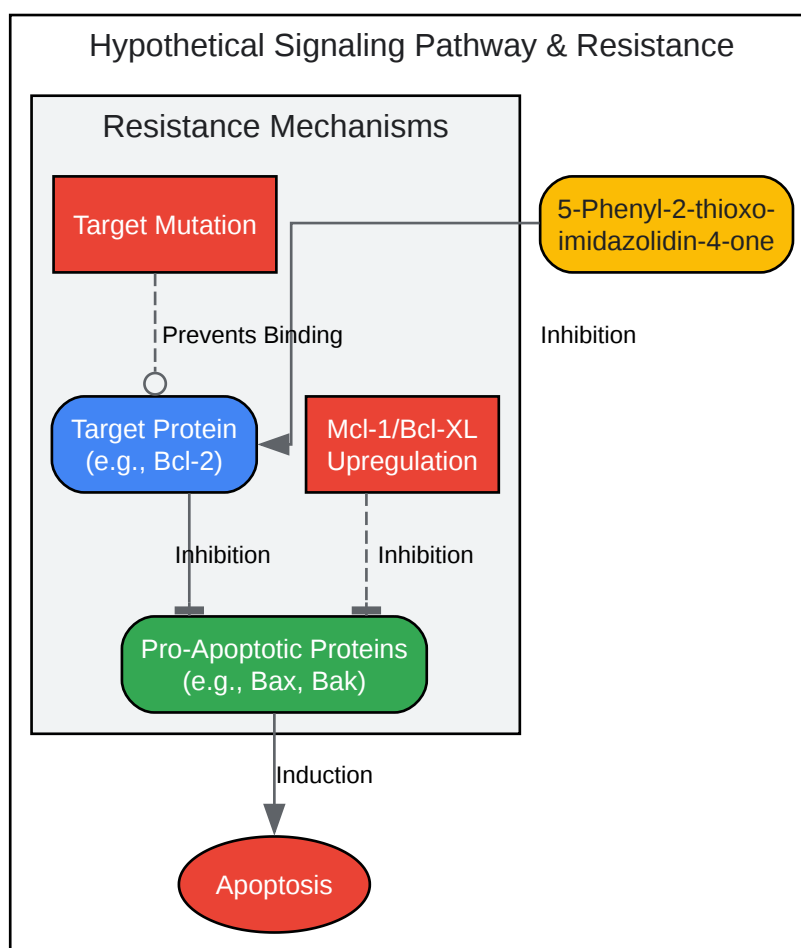 Hypothetical Signaling Pathway & Resistance
Resistance Mechanisms
Target Mutation
5-Phenyl-2-thioxo-
imidazolidin-4-one
Prevents Binding
Inhibition
Target Protein
(e.g., Bcl-2)
Mcl-1/Bcl-XL
Upregulation
Inhibition
Inhibition
Pro-Apoptotic Proteins
(e.g., Bax, Bak)
Induction
Apoptosis